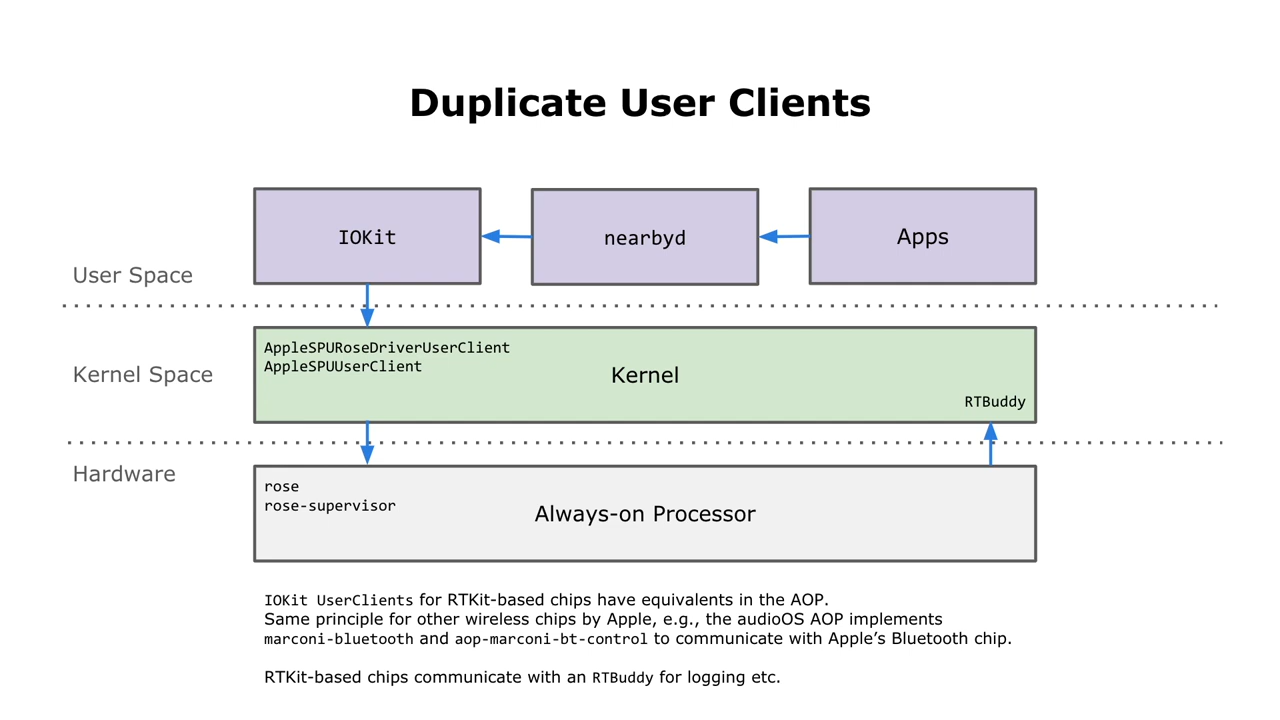 Duplicate User Clients
IOKit
nearbyd
Apps
User Space
AppleSPURoseDriverUserClient
AppleSPUUserClient
Kernel Space
Kernel
RTBuddy
Hardware
rose
rose-supervisor
Always-on Processor
IOKit UserClients for RTKit-based chips have equivalents in the AOP.
Same principle for other wireless chips by Apple, e.g., the audioOS AOP implements
marconi-bluetooth and aop-marconi-bt-control to communicate with Apple’s Bluetooth chip.
RTKit-based chips communicate with an RTBuddy for logging etc.